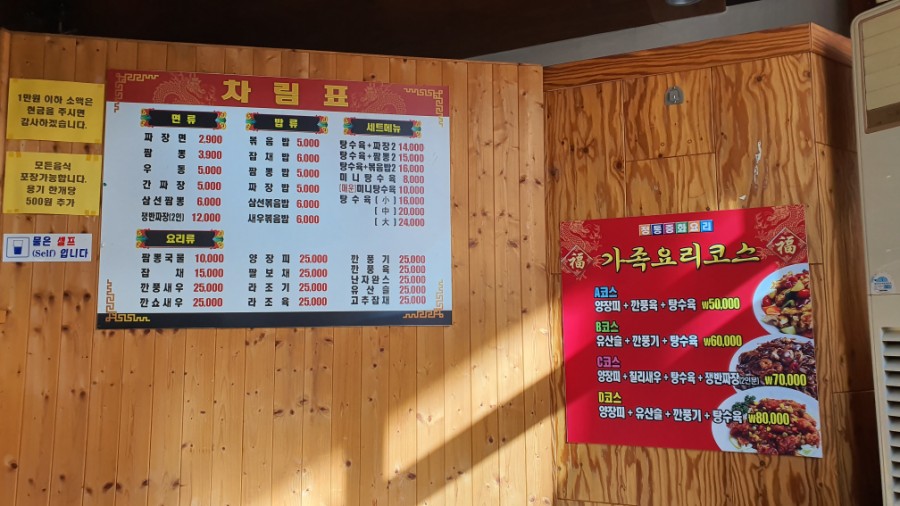 1만원 이하 소액은
현금을 주시면
감사하겠습니다.
모든음식
포장가능합니다.
용기 한개당
500원 추가
물은 셀프
(Self) 입니다
차림표
면류
짜장면 2.900
짬뽕 3.900
우동 5.000
간짜장 5.000
삼선짬뽕 6.000
쟁반짜장(2인) 12.000
밥류
볶음밥 5.000
잡채밥 6.000
짬뽕밥 5.000
짜장밥 5.000
삼선볶음밥 6.000
새우볶음밥 6.000
세트메뉴
탕수육+짜장2 14,000
탕수육+짬뽕2 15,000
탕수육+볶음밥2 16,000
미니탕수육 8,000
(매운)미니탕수육 10,000
탕수육 (小) 16,000
(中) 20,000
(大) 24,000
요리류
짬뽕국물 10.000
잡채 15.000
깐풍새우 25.000
깐쇼새우 25.000
양장피 25.000
팔보채 25.000
라조기 25.000
라조육 25.000
깐풍기 25.000
깐풍육 25.000
난자완스 25.000
유산슬 25.000
고추잡채 25.000
정통중화요리
福 가족요리코스 福
A코스
양장피 + 깐풍육 + 탕수육 ₩50.000
B코스
유산슬 + 깐풍기 + 탕수육 ₩60.000
C코스
양장피 + 칠리새우 + 탕수육 + 쟁반짜장(2인분) ₩70,000
D코스
양장피 + 유산슬 + 깐풍기 + 탕수육 ₩80.000